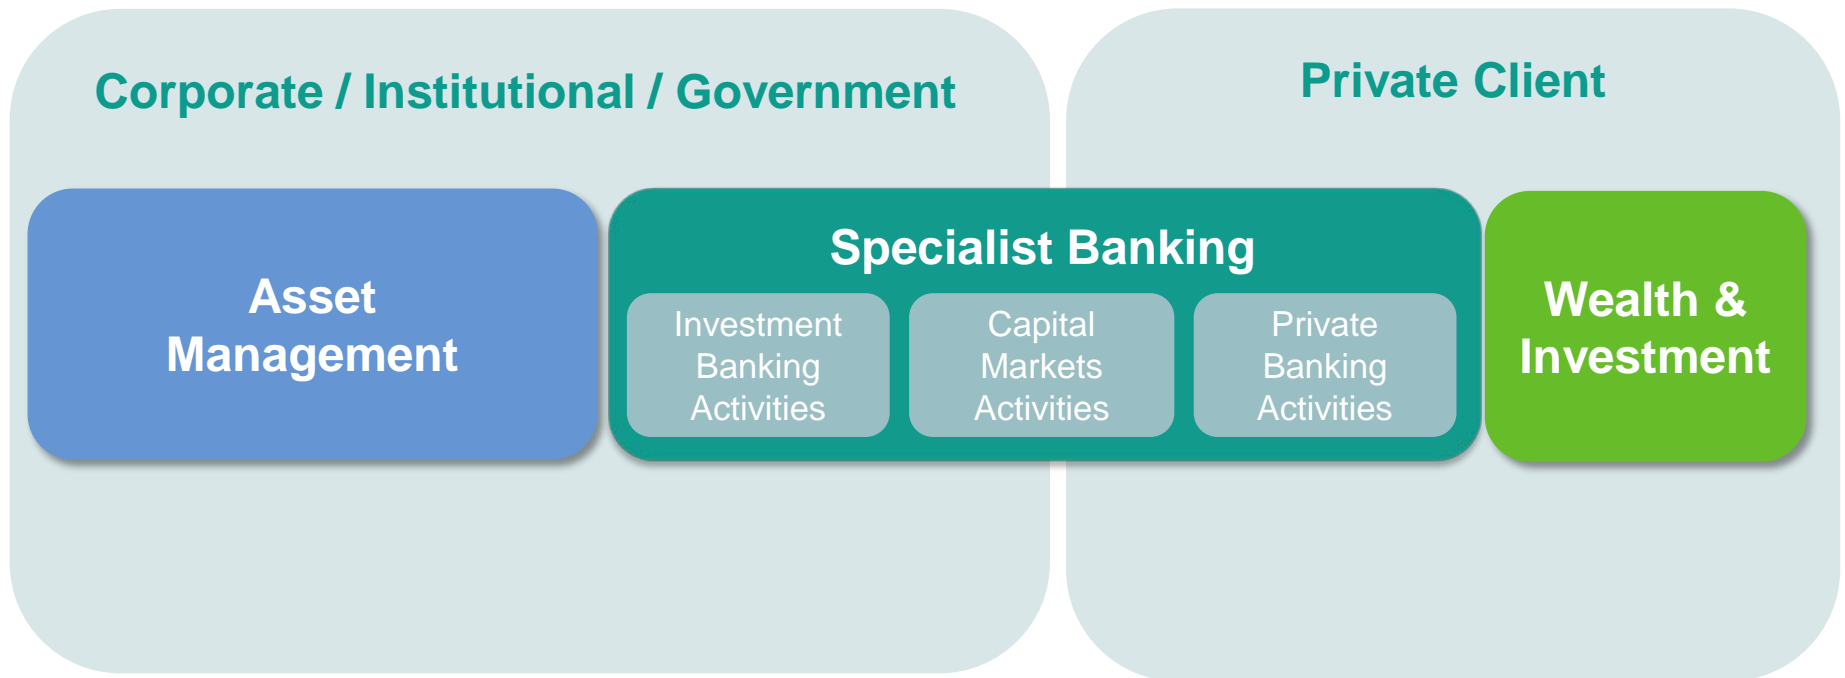 Corporate / Institutional / Government
Private Client
Asset
Management
Specialist Banking
Investment
Banking
Activities
Capital
Markets
Activities
Private
Banking
Activities
Wealth &
Investment